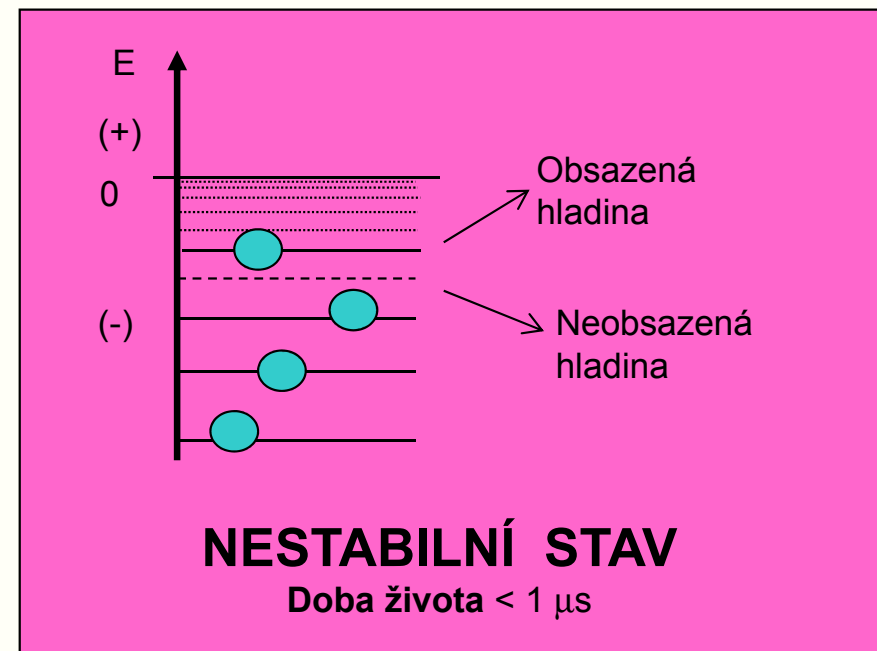 E
(+)
0
(-)
Obsazená
hladina
Neobsazená
hladina
NESTABILNÍ STAV
Doba života < 1 μs